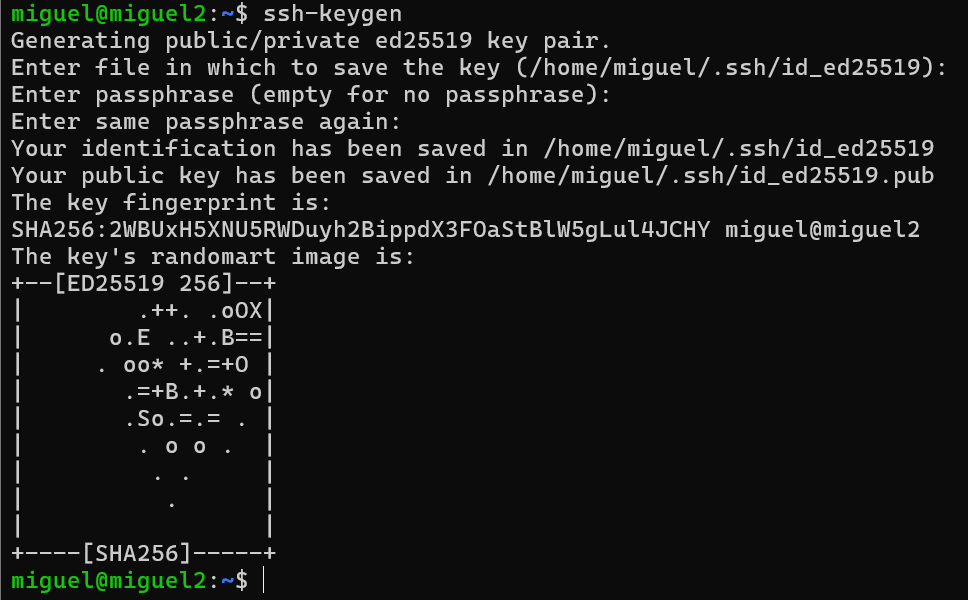 miguel@miguel2:~$ ssh-keygen
Generating public/private ed25519 key pair.
Enter file in which to save the key (/home/miguel/.ssh/id_ed25519):
Enter passphrase (empty for no passphrase):
Enter same passphrase again:
Your identification has been saved in /home/miguel/.ssh/id_ed25519
Your public key has been saved in /home/miguel/.ssh/id_ed25519.pub
The key fingerprint is:
SHA256:2WBUxH5XNU5RWDuyh2BippdX3FOaStBlW5gLul4JCHY miguel@miguel2
The key's randomart image is:
+--[ED25519 256]--+
|        .++. .oOX|
|      o.E ..+.B==|
|     . oo* +.=+O |
|       .=+B.+.* o|
|       .So.=.= . |
|        . o o .  |
|         . .     |
|          .      |
|                 |
+----[SHA256]-----+
miguel@miguel2:~$